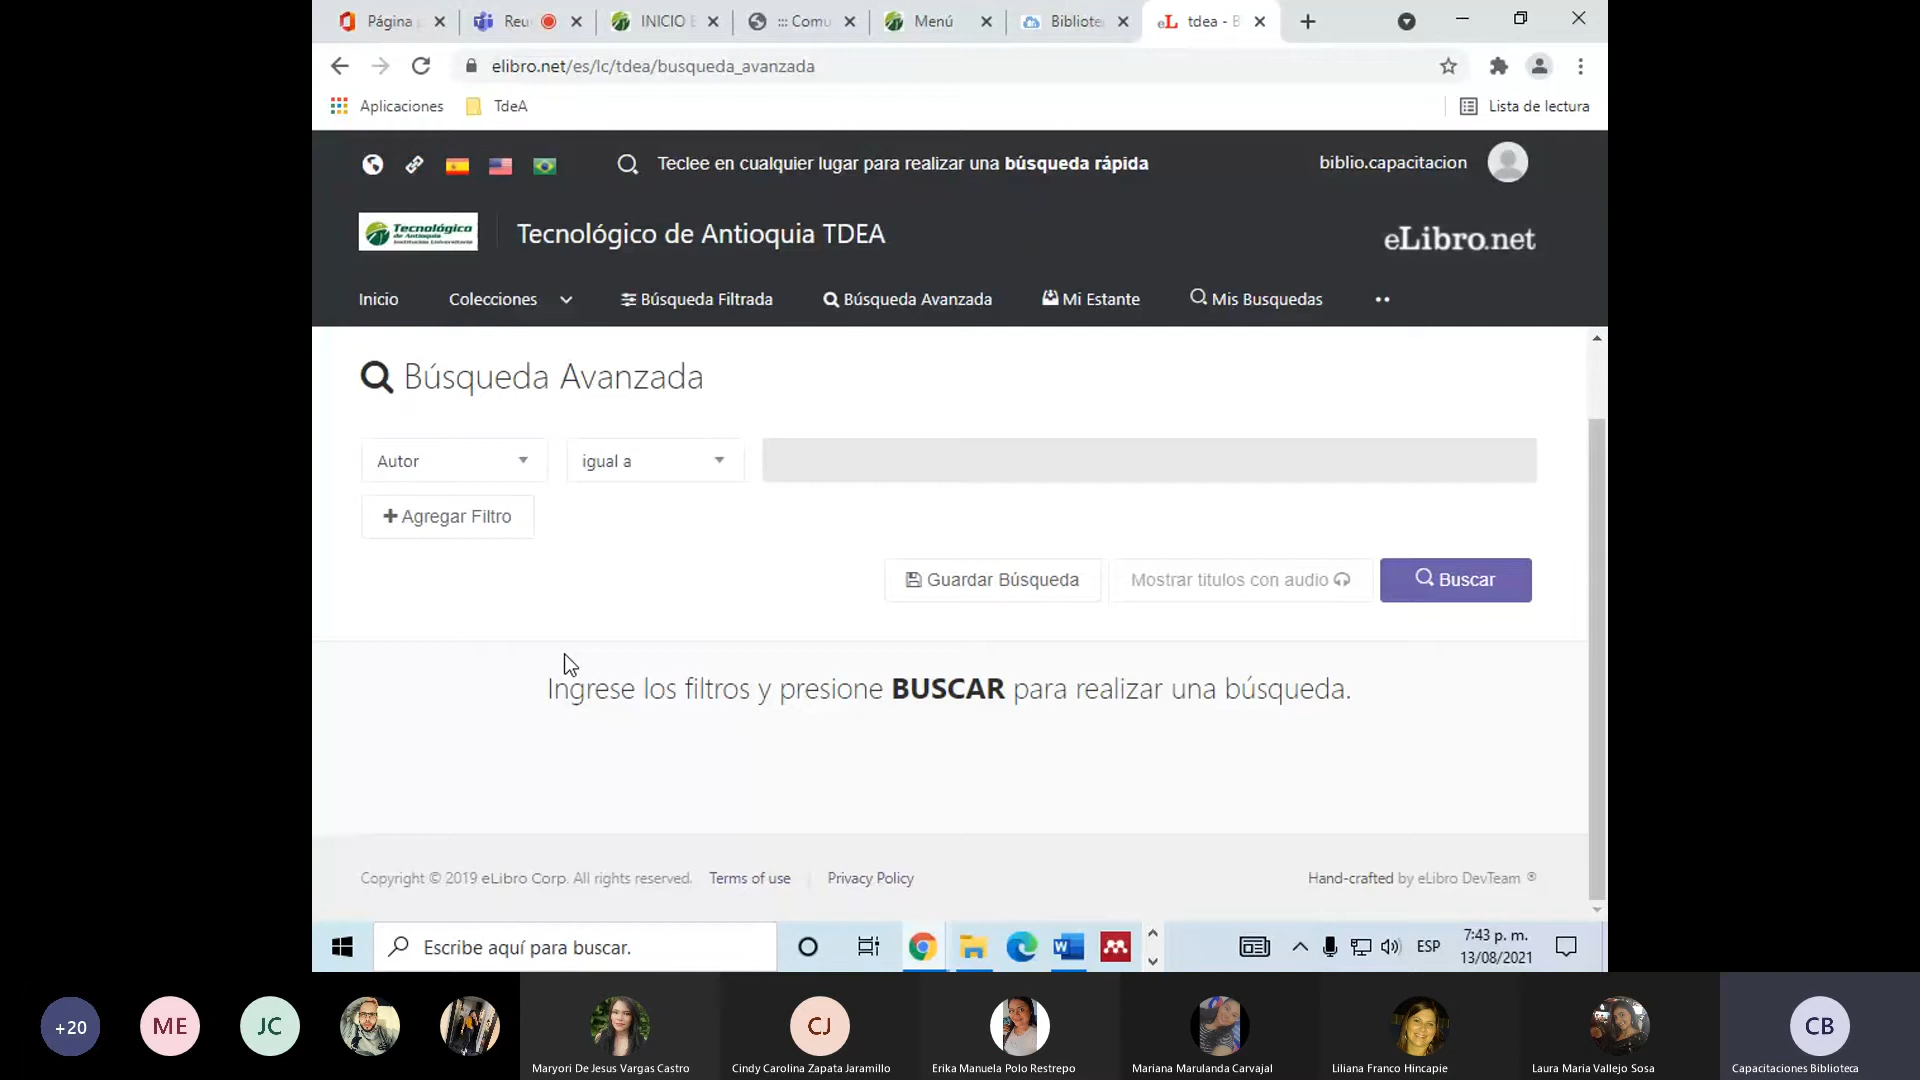 Página
Reu
INICIO E
::: Comu
Menú
Bibliote
eL tdea - B
elibro.net/es/lc/tdea/busqueda_avanzada
Aplicaciones
TdeA
Lista de lectura
Teclee en cualquier lugar para realizar una búsqueda rápida
biblio.capacitacion
Tecnológico
de Antioquia
Institución Universitaria
Tecnológico de Antioquia TDEA
eLibro.net
Inicio
Colecciones
Búsqueda Filtrada
Búsqueda Avanzada
Mi Estante
Mis Busquedas
Búsqueda Avanzada
Autor
igual a
Agregar Filtro
Guardar Búsqueda
Mostrar titulos con audio
Buscar
Ingrese los filtros y presione BUSCAR para realizar una búsqueda.
Copyright © 2019 eLibro Corp. All rights reserved.
Terms of use
Privacy Policy
Hand-crafted by eLibro DevTeam ®
Escribe aquí para buscar.
ESP
7:43 p. m.
13/08/2021
+20
ME
JC
CJ
CB
Maryori De Jesus Vargas Castro
Cindy Carolina Zapata Jaramillo
Erika Manuela Polo Restrepo
Mariana Marulanda Carvajal
Liliana Franco Hincapie
Laura Maria Vallejo Sosa
Capacitaciones Biblioteca